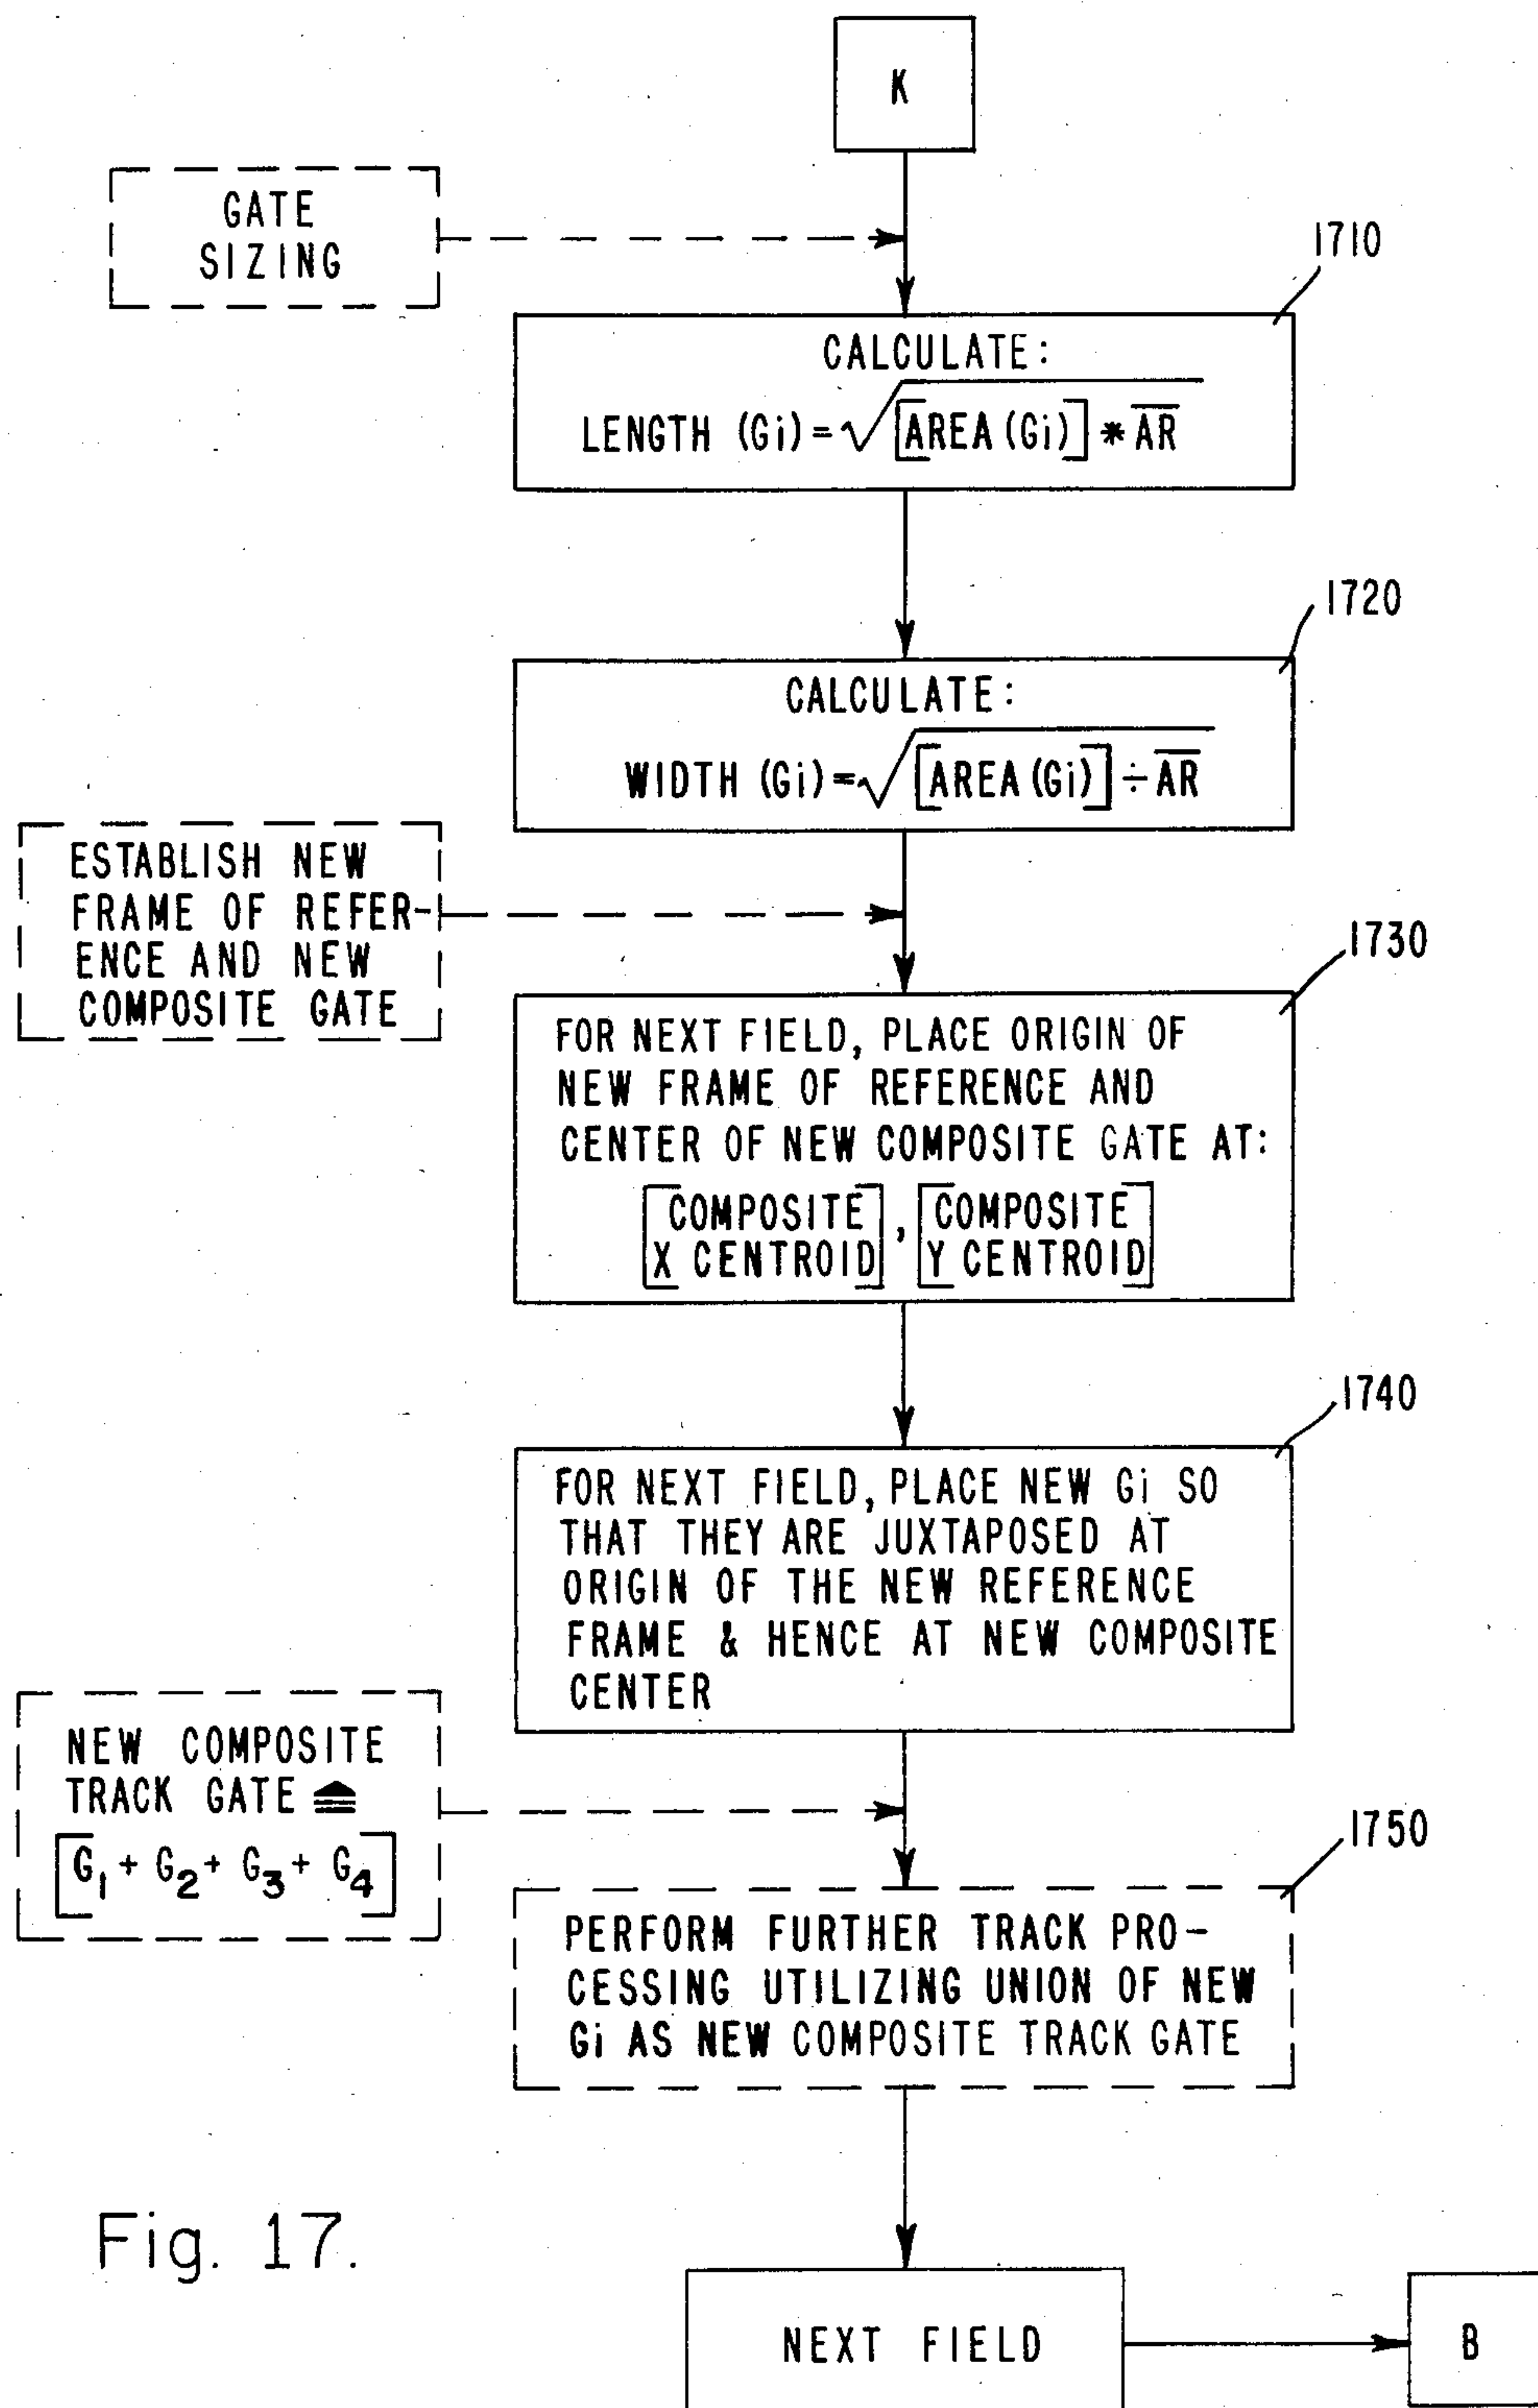 K
GATE
SIZING
1710
CALCULATE:
LENGTH (Gi) = √[AREA (Gi)] * A̅R̅
1720
CALCULATE:
WIDTH (Gi) = √[AREA (Gi)] ÷ A̅R̅
ESTABLISH NEW
FRAME OF REFER-
ENCE AND NEW
COMPOSITE GATE
1730
FOR NEXT FIELD, PLACE ORIGIN OF
NEW FRAME OF REFERENCE AND
CENTER OF NEW COMPOSITE GATE AT:
[COMPOSITE X CENTROID], [COMPOSITE Y CENTROID]
1740
FOR NEXT FIELD, PLACE NEW Gi SO
THAT THEY ARE JUXTAPOSED AT
ORIGIN OF THE NEW REFERENCE
FRAME & HENCE AT NEW COMPOSITE
CENTER
NEW COMPOSITE
TRACK GATE ≙
[G₁ + G₂ + G₃ + G₄]
1750
PERFORM FURTHER TRACK PRO-
CESSING UTILIZING UNION OF NEW
Gi AS NEW COMPOSITE TRACK GATE
NEXT FIELD
B
Fig. 17.